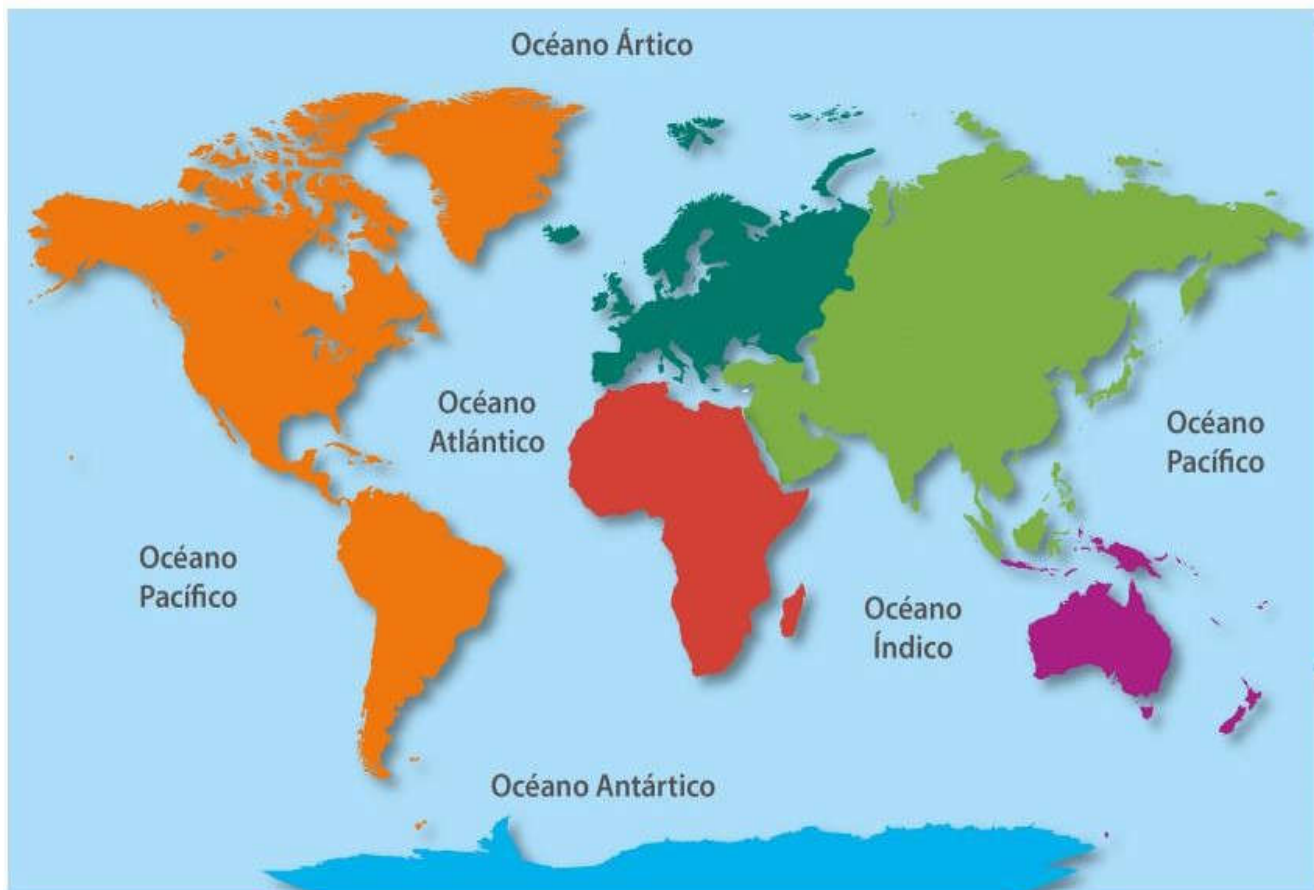 Océano Ártico
Océano
Atlántico
Océano
Pacífico
Océano
Pacífico
Océano
Índico
Océano Antártico